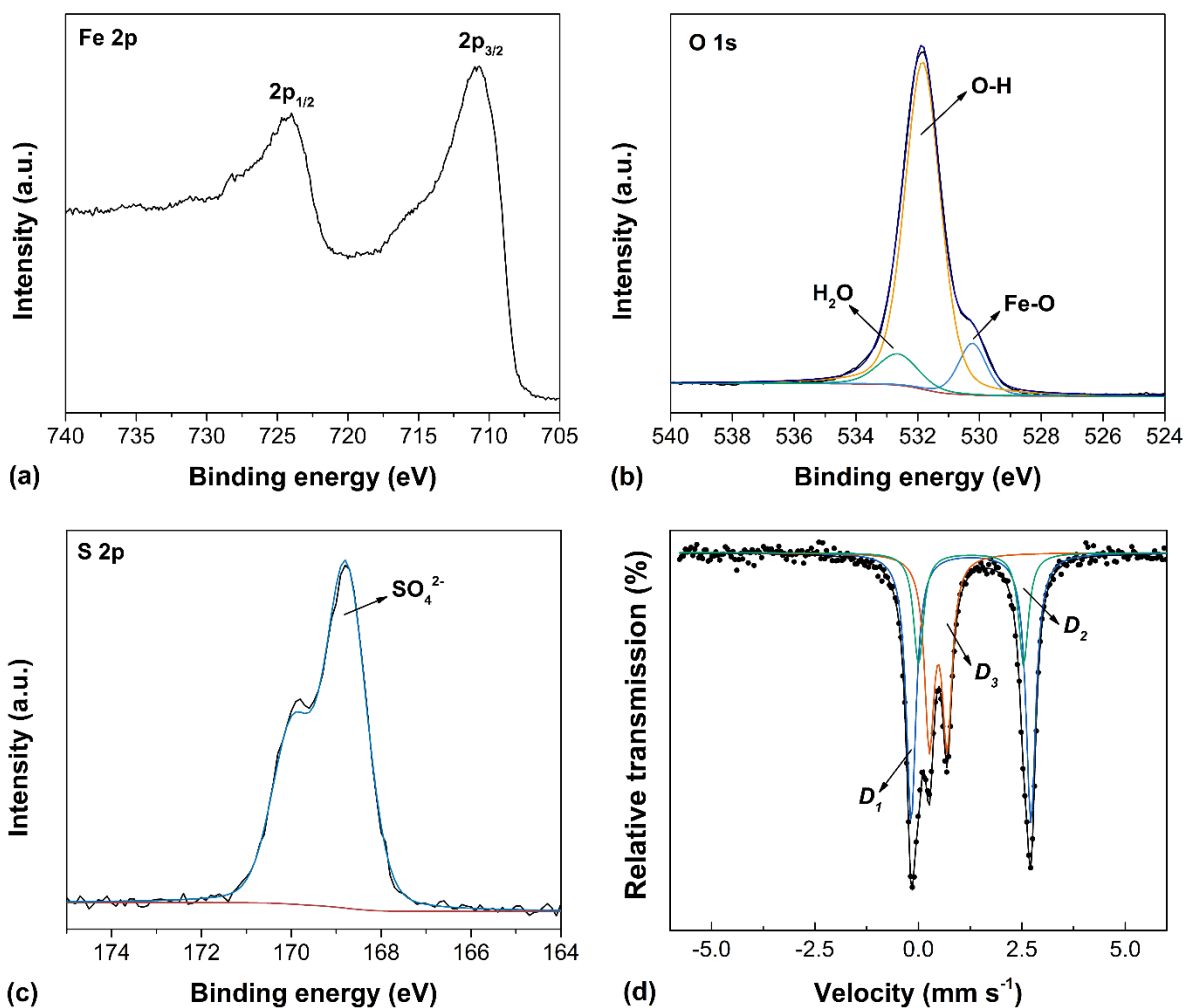 Fe 2p
2p3/2
2p1/2
Intensity (a.u.)
740 735 730 725 720 715 710 705
Binding energy (eV)
(a)
O 1s
O-H
H2O
Fe-O
Intensity (a.u.)
540 538 536 534 532 530 528 526 524
Binding energy (eV)
(b)
S 2p
SO4^2-
Intensity (a.u.)
174 172 170 168 166 164
Binding energy (eV)
(c)
Relative transmission (%)
D2
D3
D1
-5.0 -2.5 0.0 2.5 5.0
Velocity (mm s-1)
(d)